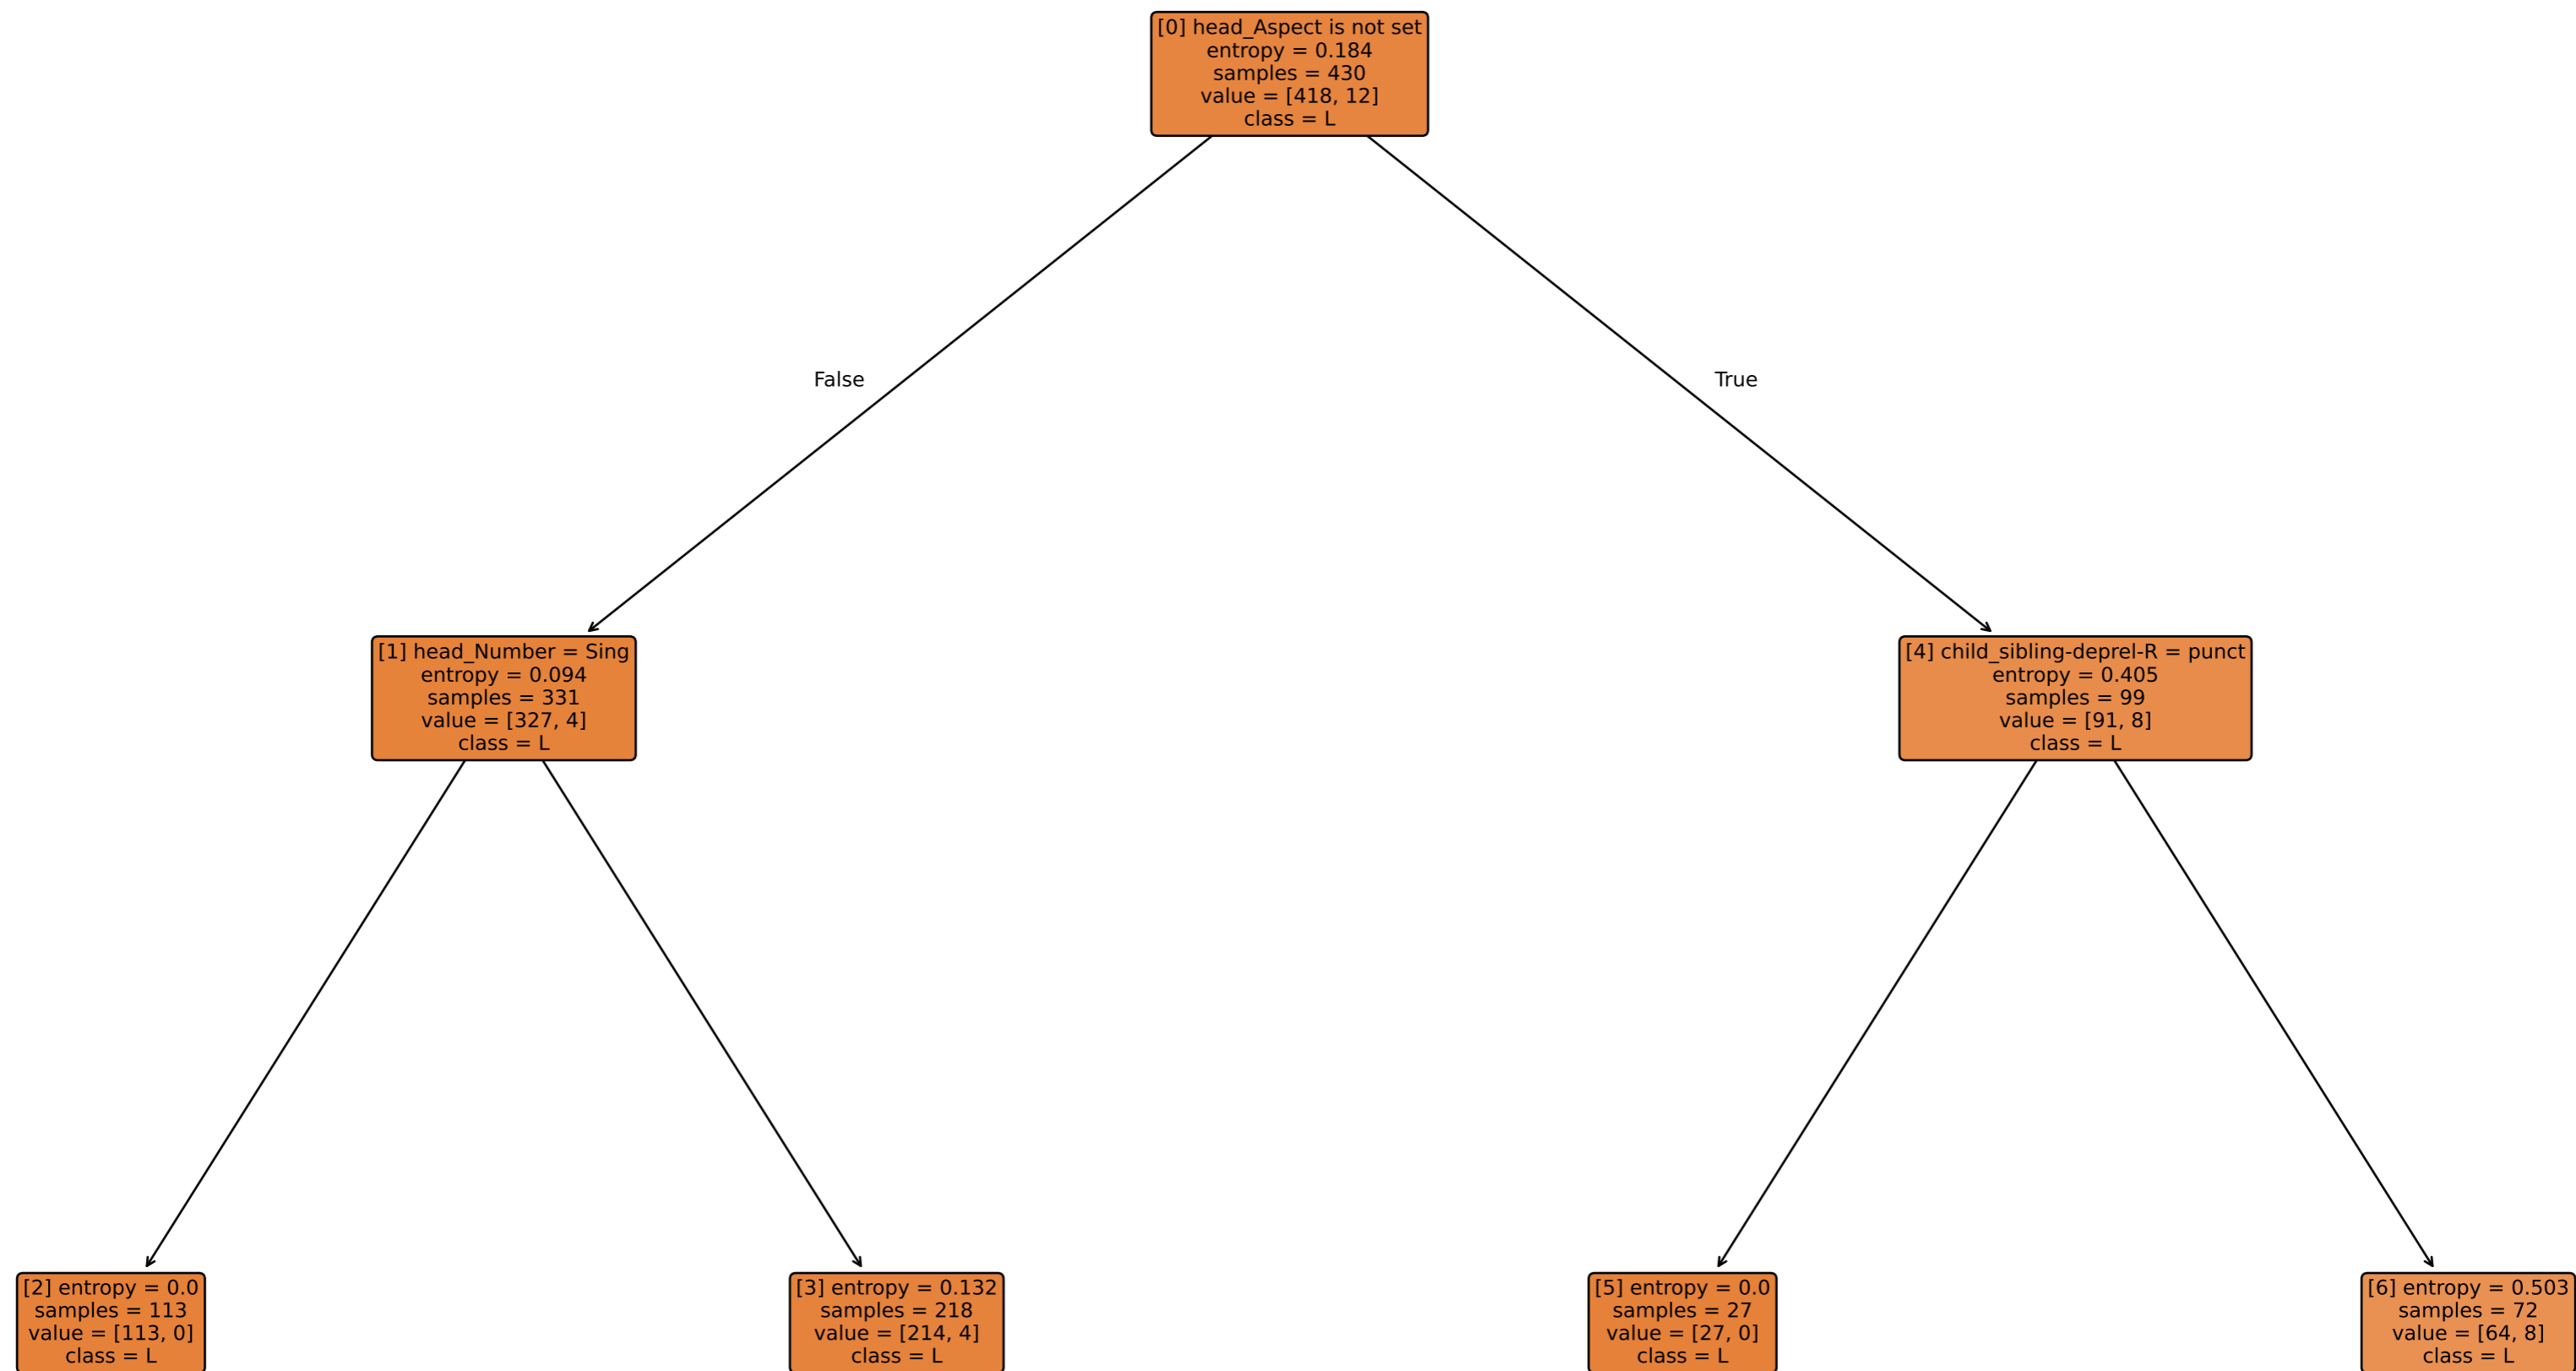 [0] head_Aspect is not set
entropy = 0.184
samples = 430
value = [418, 12]
class = L
False
True
[1] head_Number = Sing
entropy = 0.094
samples = 331
value = [327, 4]
class = L
[4] child_sibling-deprel-R = punct
entropy = 0.405
samples = 99
value = [91, 8]
class = L
[2] entropy = 0.0
samples = 113
value = [113, 0]
class = L
[3] entropy = 0.132
samples = 218
value = [214, 4]
class = L
[5] entropy = 0.0
samples = 27
value = [27, 0]
class = L
[6] entropy = 0.503
samples = 72
value = [64, 8]
class = L